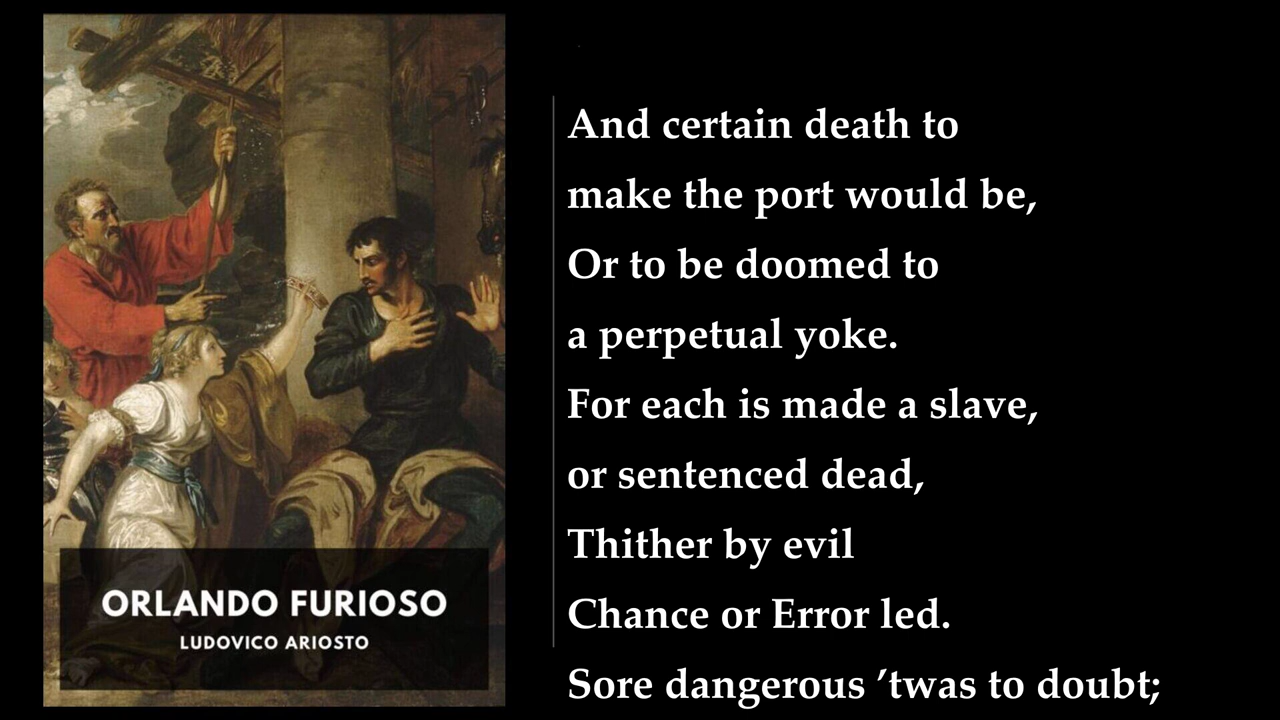 ORLANDO FURIOSO
LUDOVICO ARIOSTO
And certain death to
make the port would be,
Or to be doomed to
a perpetual yoke.
For each is made a slave,
or sentenced dead,
Thither by evil
Chance or Error led.
Sore dangerous ’twas to doubt;